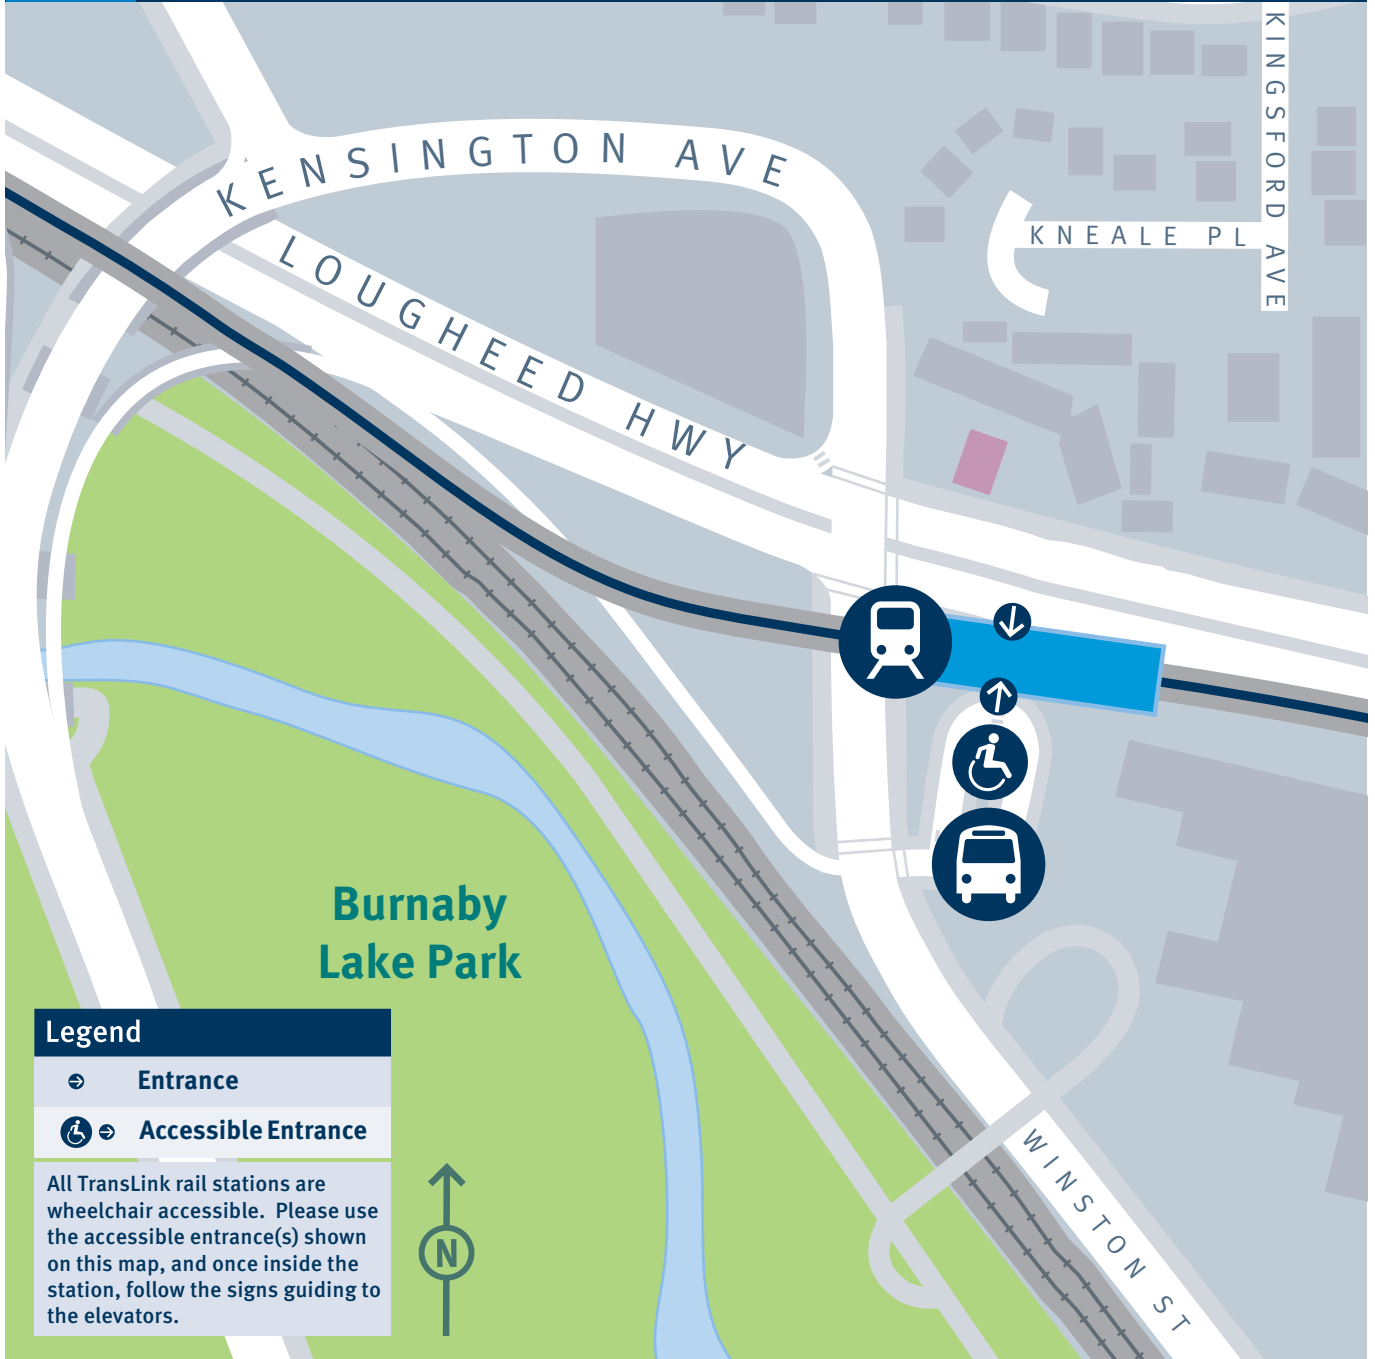 KINGSFORD AVE
KENSINGTON AVE
KNEALE PL
LOUGHEED HWY
Burnaby
Lake Park
Legend
Entrance
Accessible Entrance
All TransLink rail stations are
wheelchair accessible. Please use
the accessible entrance(s) shown
on this map, and once inside the
station, follow the signs guiding to
the elevators.
N
WINSTON ST